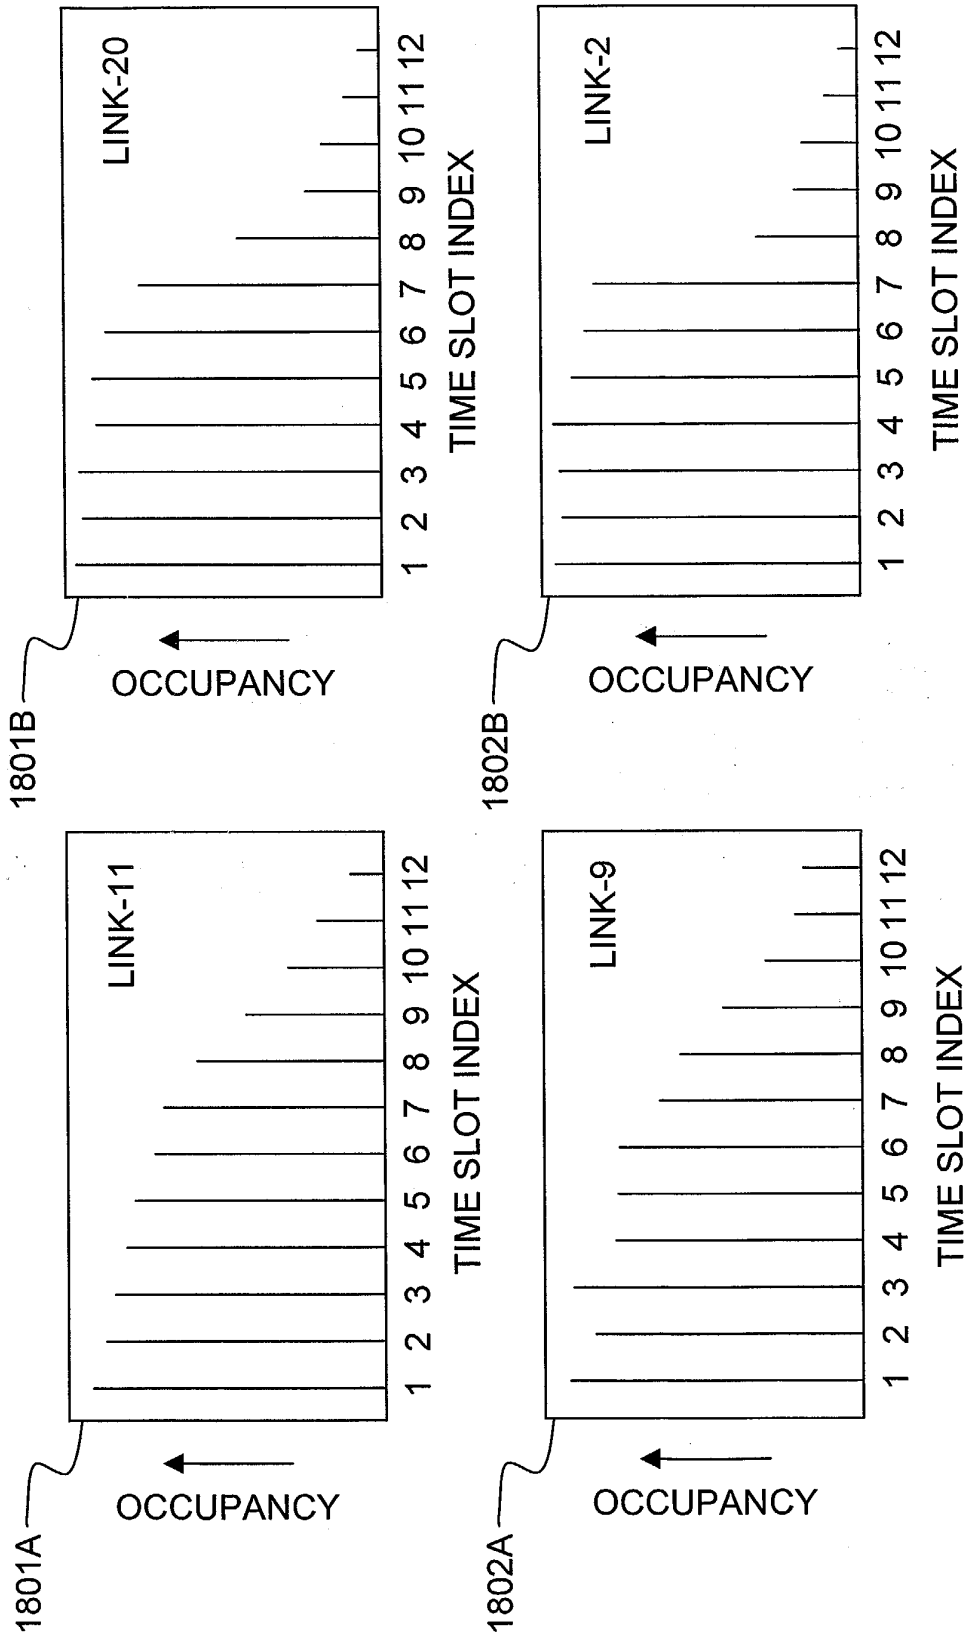 1801A
OCCUPANCY
LINK-11
1 2 3 4 5 6 7 8 9 10 11 12
TIME SLOT INDEX
1801B
OCCUPANCY
LINK-20
1 2 3 4 5 6 7 8 9 10 11 12
TIME SLOT INDEX
1802A
OCCUPANCY
LINK-9
1 2 3 4 5 6 7 8 9 10 11 12
TIME SLOT INDEX
1802B
OCCUPANCY
LINK-2
1 2 3 4 5 6 7 8 9 10 11 12
TIME SLOT INDEX